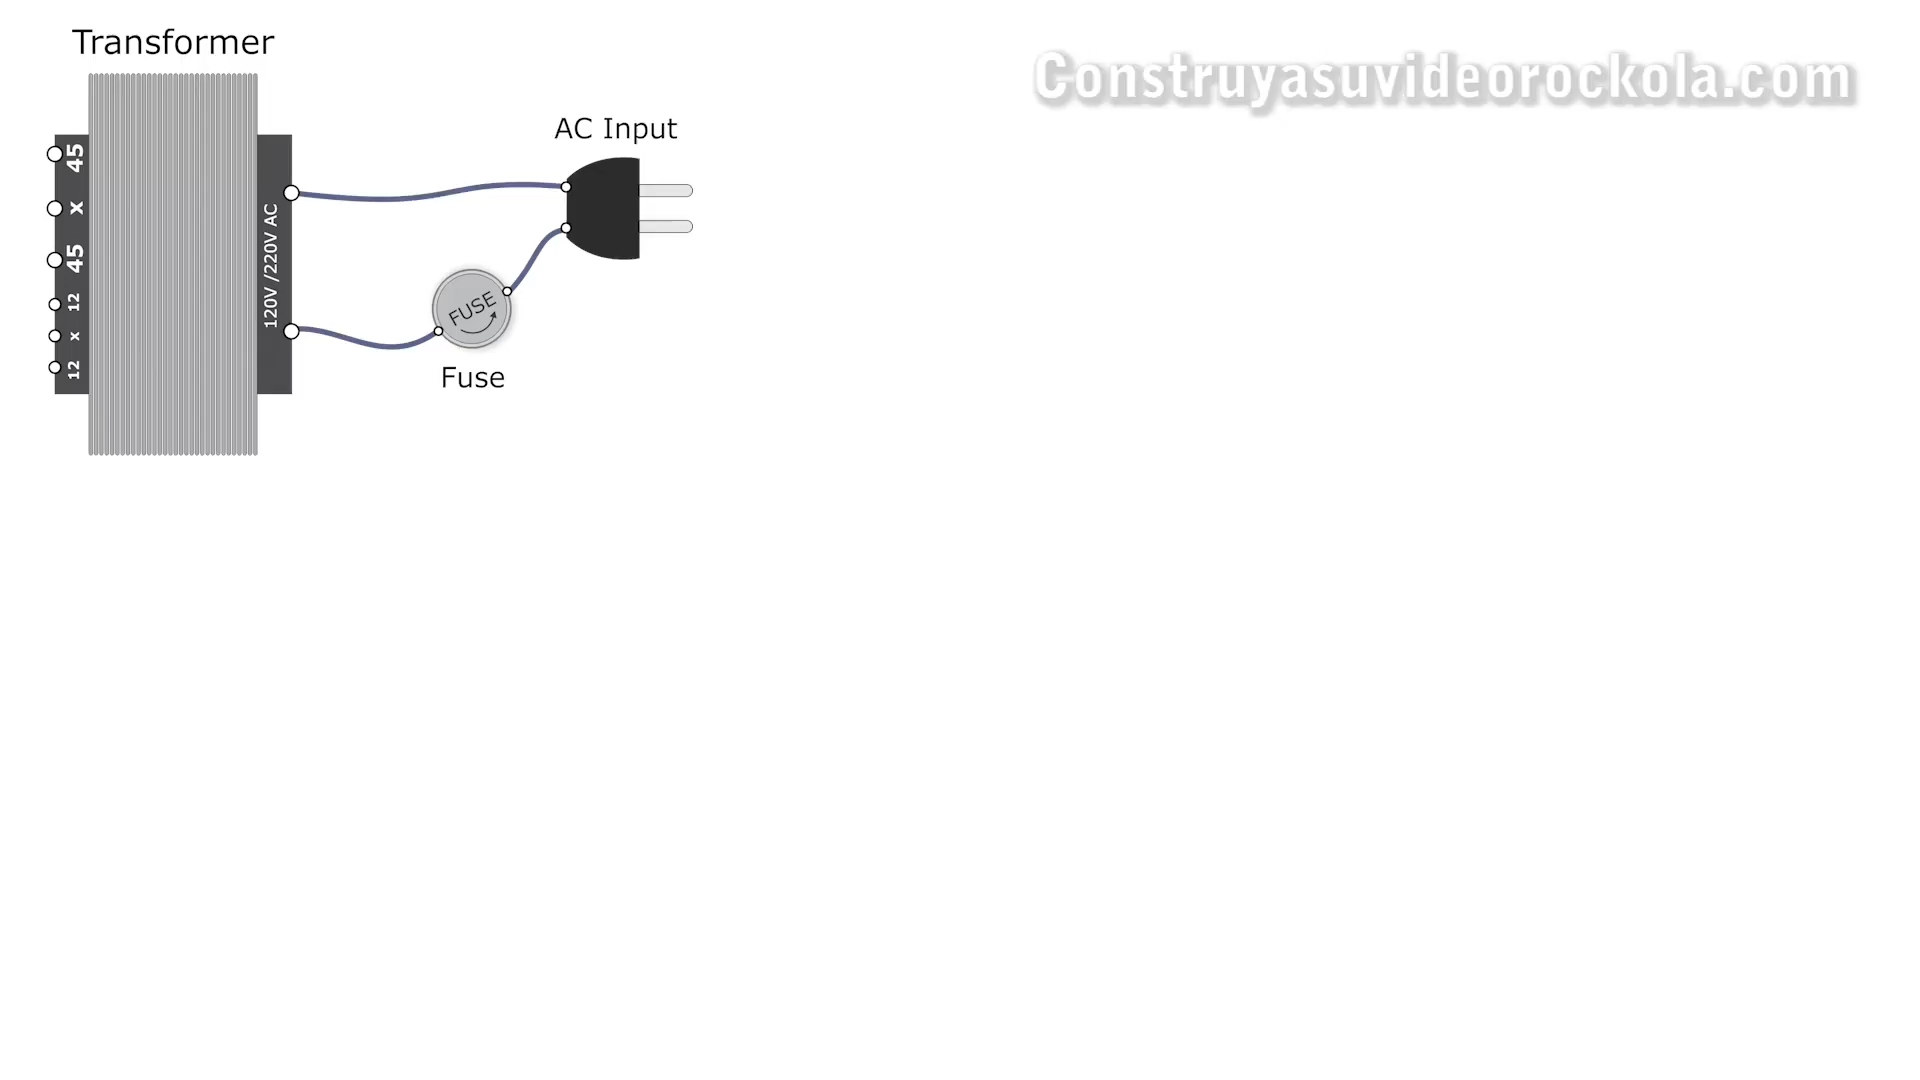 Transformer
Construyasuvideorockola.com
AC Input
45
x
45
12
x
12
120V /220V AC
FUSE
Fuse